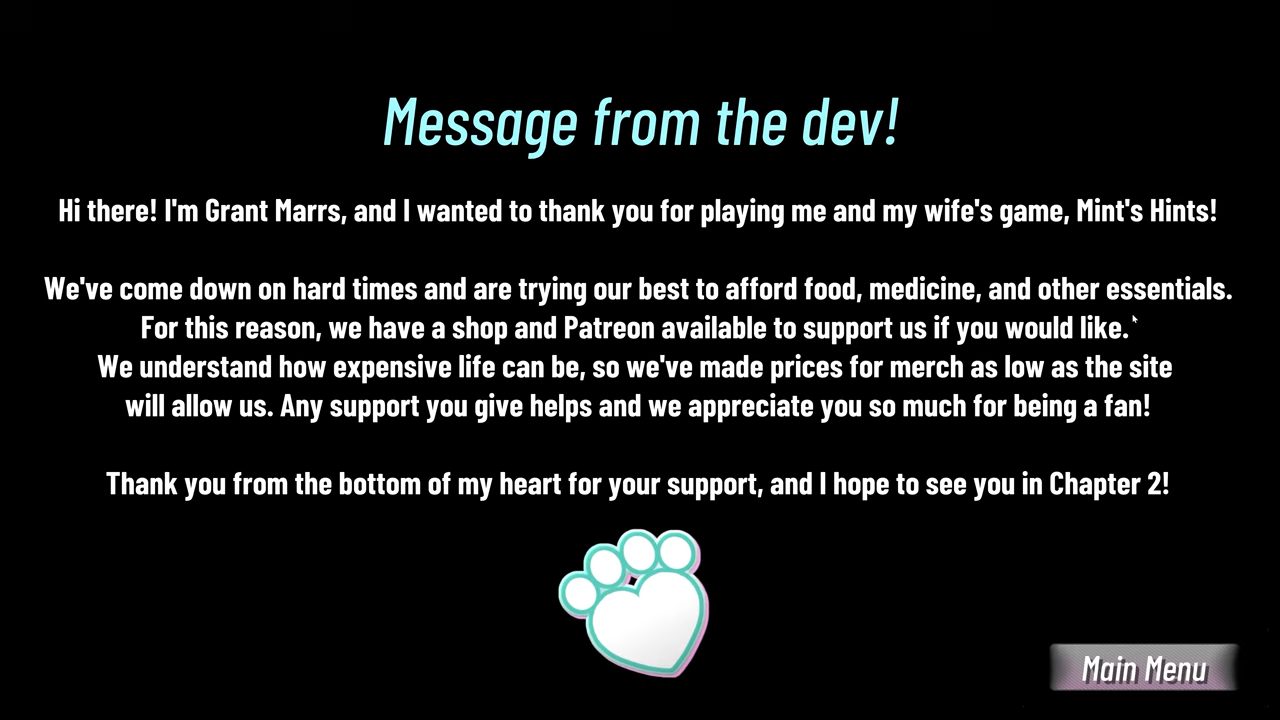 Message from the dev!
Hi there! I'm Grant Marrs, and I wanted to thank you for playing me and my wife's game, Mint's Hints!
We've come down on hard times and are trying our best to afford food, medicine, and other essentials.
For this reason, we have a shop and Patreon available to support us if you would like.
We understand how expensive life can be, so we've made prices for merch as low as the site
will allow us. Any support you give helps and we appreciate you so much for being a fan!
Thank you from the bottom of my heart for your support, and I hope to see you in Chapter 2!
Main Menu